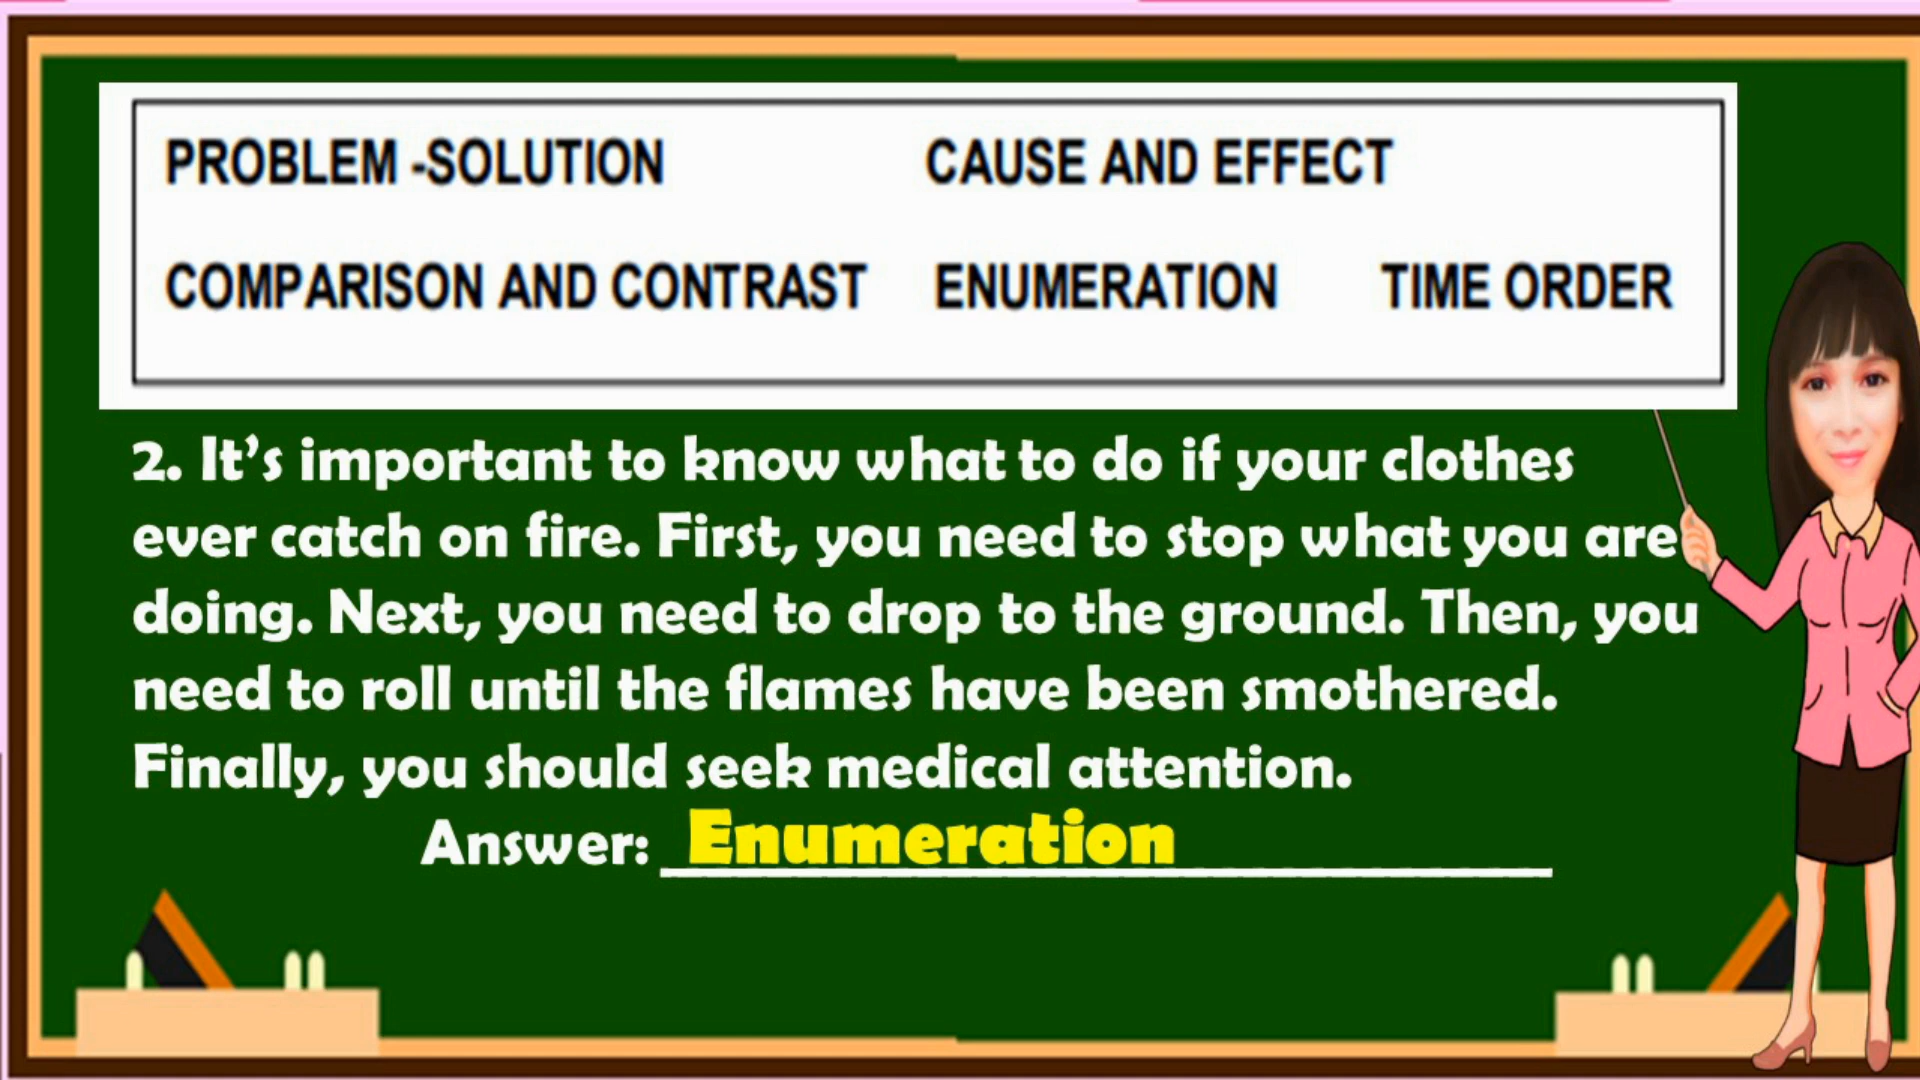 PROBLEM -SOLUTION CAUSE AND EFFECT
COMPARISON AND CONTRAST ENUMERATION TIME ORDER
2. It's important to know what to do if your clothes
ever catch on fire. First, you need to stop what you are
doing. Next, you need to drop to the ground. Then, you
need to roll until the flames have been smothered.
Finally, you should seek medical attention.
Answer: Enumeration